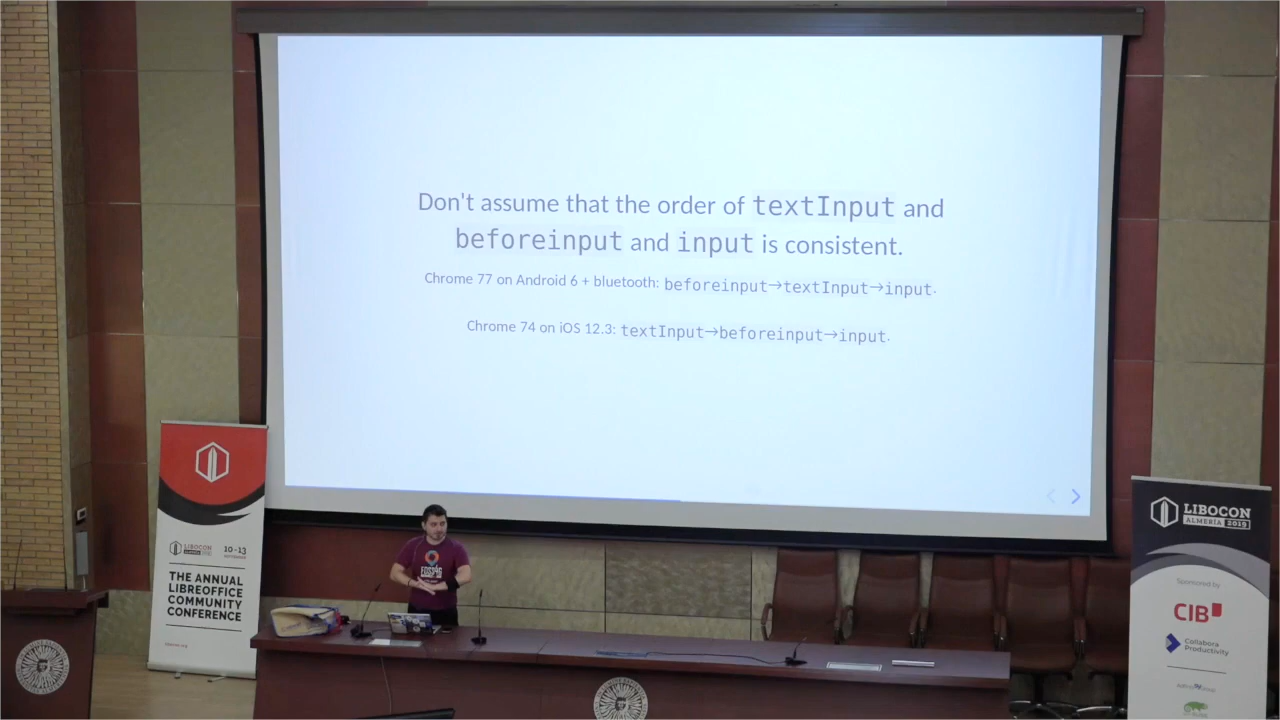 Don't assume that the order of textInput and
beforeinput and input is consistent.
Chrome 77 on Android 6 + bluetooth: beforeinput→textInput→input.
Chrome 74 on iOS 12.3: textInput→beforeinput→input.
LIBOCON
10-13
THE ANNUAL
LIBREOFFICE
COMMUNITY
CONFERENCE
LIBOCON
ALMERÍA 2019
Sponsored by
CIB
Collabora
Productivity